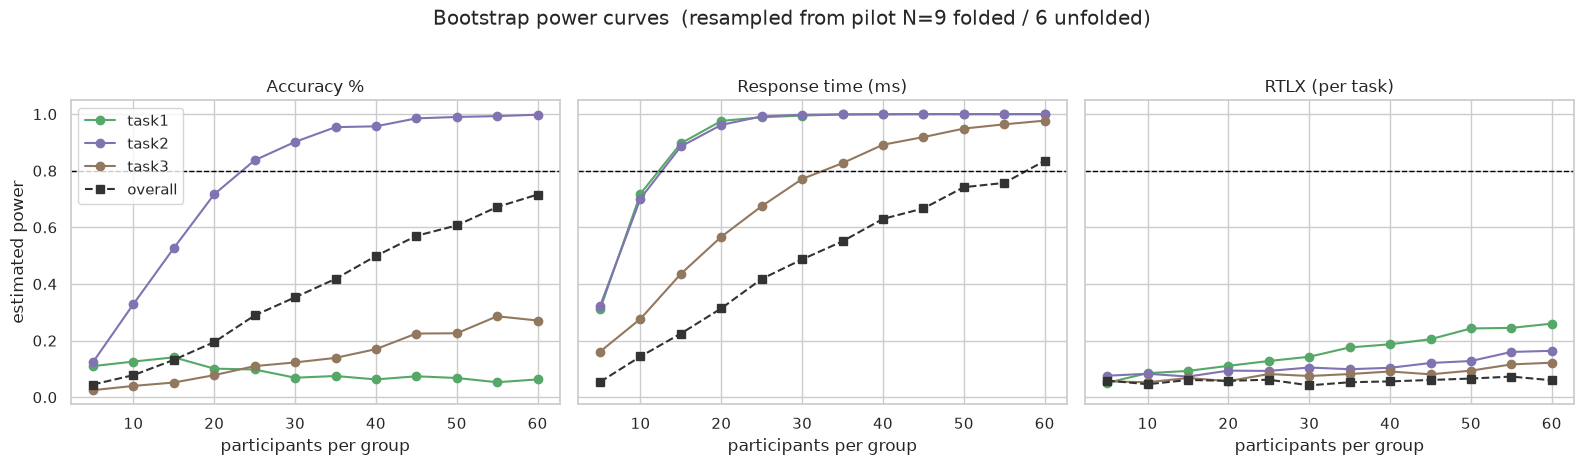 Bootstrap power curves  (resampled from pilot N=9 folded / 6 unfolded)
Accuracy %
Response time (ms)
RTLX (per task)
estimated power
1.0
0.8
0.6
0.4
0.2
0.0
task1
task2
task3
overall
10 20 30 40 50 60
10 20 30 40 50 60
10 20 30 40 50 60
participants per group
participants per group
participants per group